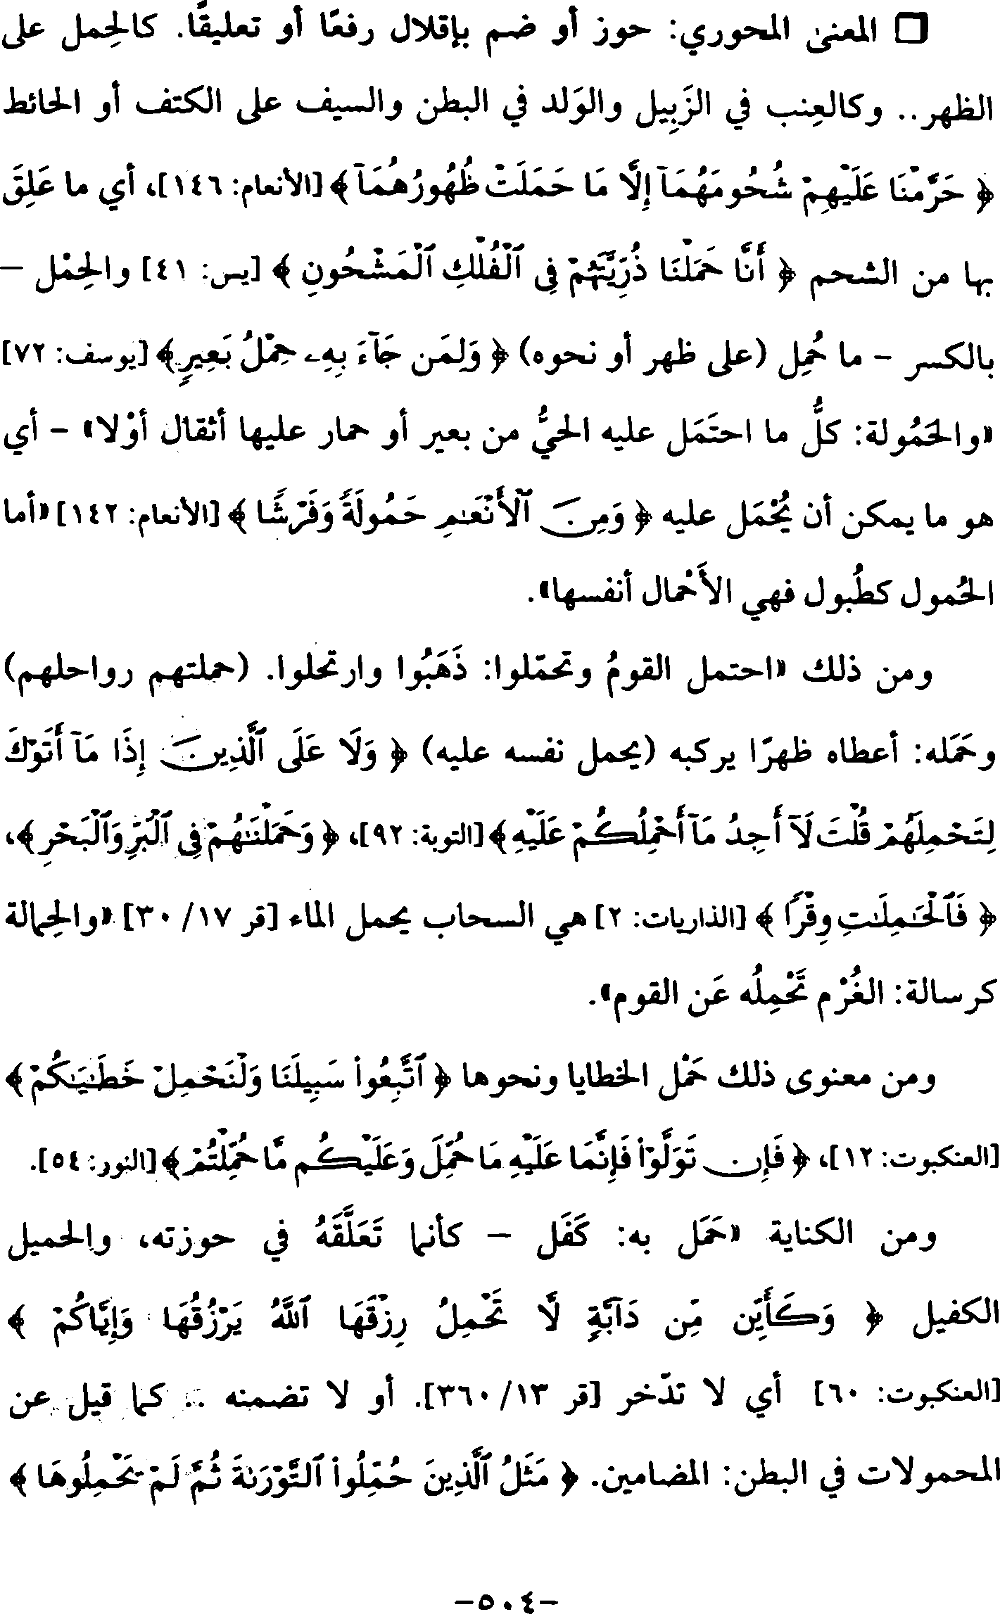 ❒ المعنى المحوري: حوز أو ضم بإقلال رفعًا أو تعليقًا. كالحِمل على
الظهر.. وكالعِنب في الزَبِيل والوَلد في البطن والسيف على الكتف أو الحائط
﴿ حَرَّمْنَا عَلَيْهِمْ شُحُومَهُمَآ إِلَّا مَا حَمَلَتْ ظُهُورُهُمَآ ﴾ [الأنعام: ١٤٦]، أي ما عَلِقَ
بها من الشحم ﴿ أَنَّا حَمَلْنَا ذُرِّيَّتَهُمْ فِى ٱلْفُلْكِ ٱلْمَشْحُونِ ﴾ [يس: ٤١] والحِمْل –
بالكسر – ما حُمِل (على ظهر أو نحوه) ﴿ وَلِمَن جَآءَ بِهِۦ حِمْلُ بَعِيرٍ ﴾ [يوسف: ٧٢]
«والحَمُولة: كلُّ ما احتَمَل عليه الحيُّ من بعير أو حمار عليها أثقال أوْلا» – أي
هو ما يمكن أن يُحْمَل عليه ﴿ وَمِنَ ٱلْأَنْعَـٰمِ حَمُولَةً وَفَرْشًا ﴾ [الأنعام: ١٤٢] «أما
الحُمول كطُبول فهي الأَحْمال أنفسها».
ومن ذلك «احتمل القومُ وتحمّلوا: ذَهَبُوا وارتحلوا. (حملتهم رواحلهم)
وحَمَله: أعطاه ظهرًا يركبه (يحمل نفسه عليه) ﴿ وَلَا عَلَى ٱلَّذِينَ إِذَا مَآ أَتَوْكَ
لِتَحْمِلَهُمْ قُلْتَ لَآ أَجِدُ مَآ أَحْمِلُكُمْ عَلَيْهِ ﴾ [التوبة: ٩٢]، ﴿ وَحَمَلْنَـٰهُمْ فِى ٱلْبَرِّ وَٱلْبَحْرِ ﴾،
﴿ فَٱلْحَـٰمِلَـٰتِ وِقْرًا ﴾ [الذاريات: ٢] هي السحاب يحمل الماء [قر ١٧/ ٣٠] «والحِمالة
كرسالة: الغُرْم تَحْمِلُه عَن القوم».
ومن معنوى ذلك حَمْل الخطايا ونحوها ﴿ ٱتَّبِعُوا۟ سَبِيلَنَا وَلْنَحْمِلْ خَطَـٰيَـٰكُمْ ﴾
[العنكبوت: ١٢]، ﴿ فَإِن تَوَلَّوْا۟ فَإِنَّمَا عَلَيْهِ مَا حُمِّلَ وَعَلَيْكُم مَّا حُمِّلْتُمْ ﴾ [النور: ٥٤].
ومن الكناية «حَمَل به: كَفَل – كأنما تَعَلَّقَهُ في حوزته، والحميل
الكفيل ﴿ وَكَأَيِّن مِّن دَآبَّةٍ لَّا تَحْمِلُ رِزْقَهَا ٱللَّهُ يَرْزُقُهَا وَإِيَّاكُمْ ﴾
[العنكبوت: ٦٠] أي لا تدّخر [قر ١٣/ ٣٦٠]. أو لا تضمنه .. كما قيل عن
المحمولات في البطن: المضامين. ﴿ مَثَلُ ٱلَّذِينَ حُمِّلُوا۟ ٱلتَّوْرَىٰةَ ثُمَّ لَمْ يَحْمِلُوهَا ﴾
-٥٠٤-